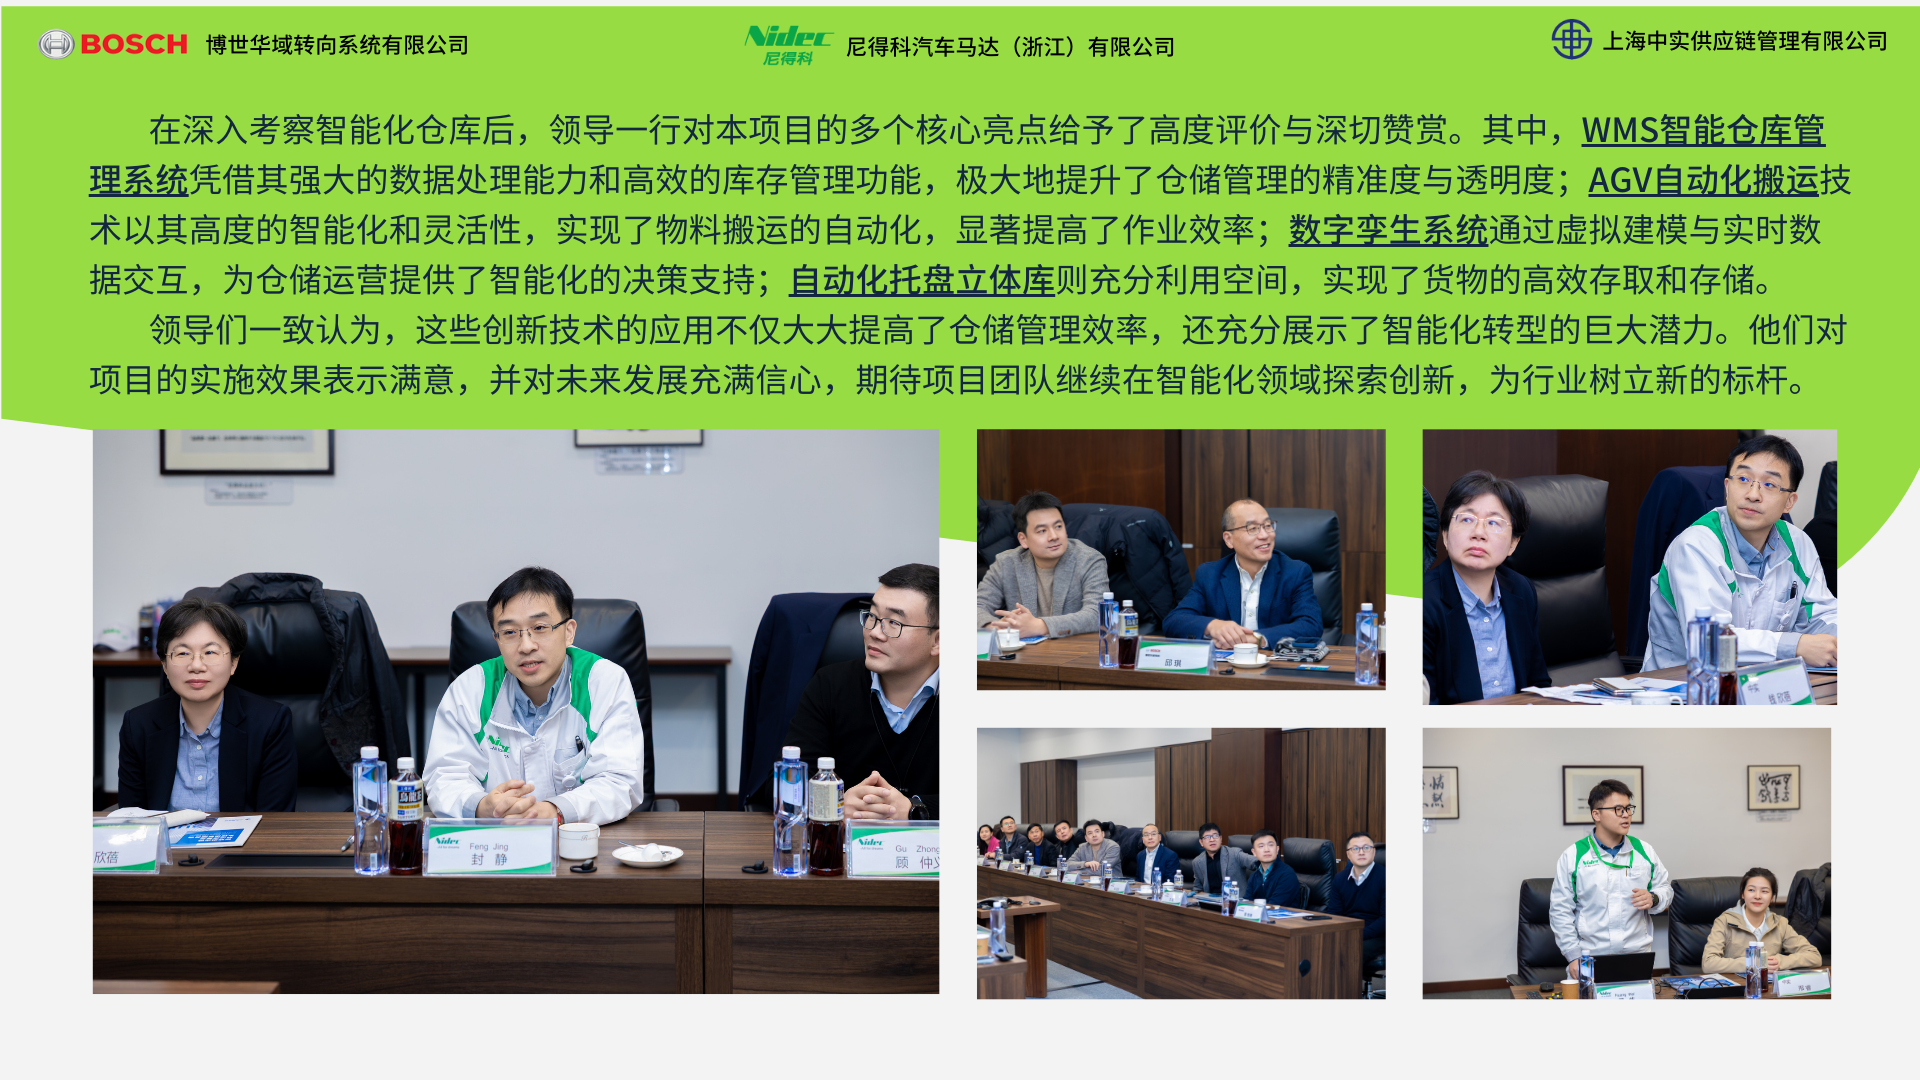 BOSCH 博世华域转向系统有限公司
Nidec
尼得科
尼得科汽车马达（浙江）有限公司
上海中实供应链管理有限公司
在深入考察智能化仓库后，领导一行对本项目的多个核心亮点给予了高度评价与深切赞赏。其中，WMS智能仓库管
理系统凭借其强大的数据处理能力和高效的库存管理功能，极大地提升了仓储管理的精准度与透明度；AGV自动化搬运技
术以其高度的智能化和灵活性，实现了物料搬运的自动化，显著提高了作业效率；数字孪生系统通过虚拟建模与实时数
据交互，为仓储运营提供了智能化的决策支持；自动化托盘立体库则充分利用空间，实现了货物的高效存取和存储。
领导们一致认为，这些创新技术的应用不仅大大提高了仓储管理效率，还充分展示了智能化转型的巨大潜力。他们对
项目的实施效果表示满意，并对未来发展充满信心，期待项目团队继续在智能化领域探索创新，为行业树立新的标杆。
Nidec
欣蓓
Nidec
Feng Jing
封 静
Nidec
Gu Zhong
顾 仲
邱 琪
欣蓓